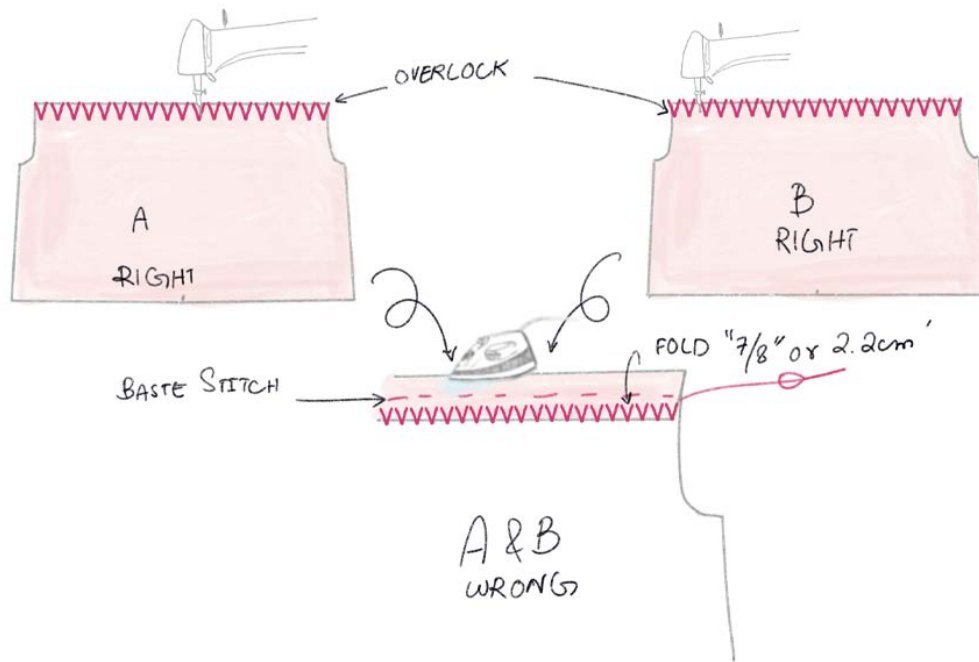 OVERLOCK
A
RIGHT
B
RIGHT
FOLD "7/8" or 2.2cm'
BASTE STITCH
A & B
WRONG